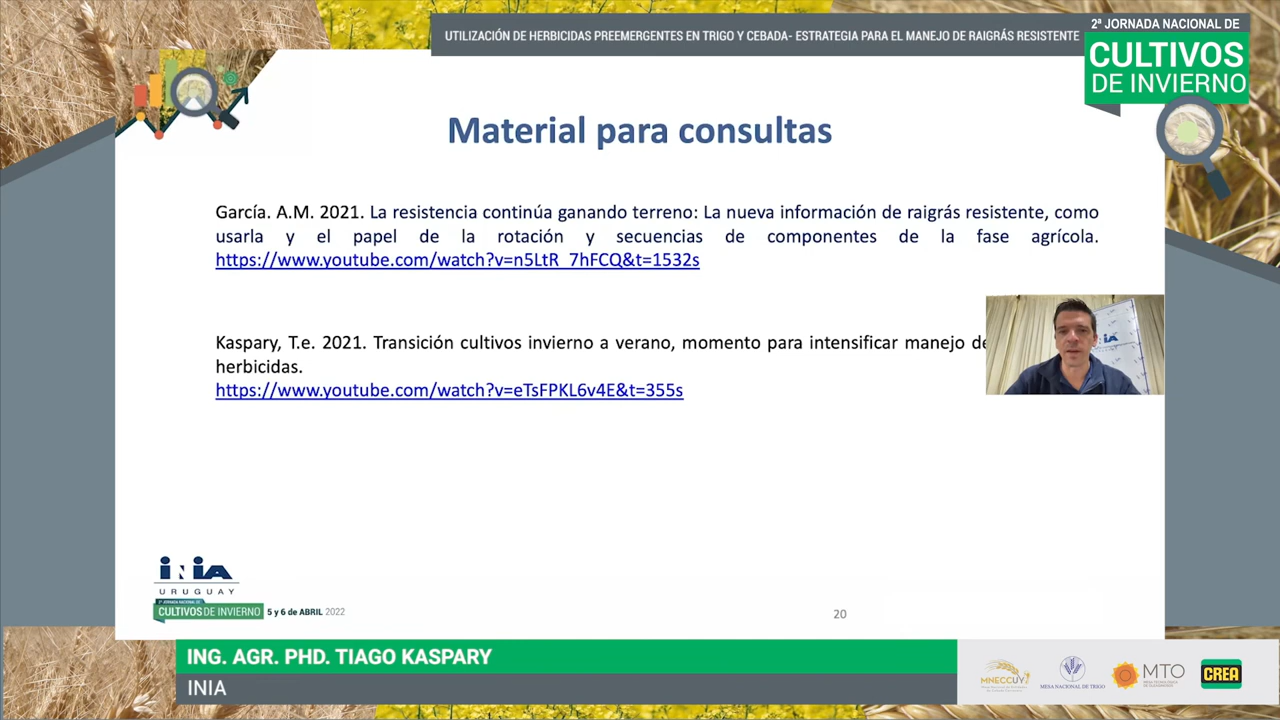 UTILIZACIÓN DE HERBICIDAS PREEMERGENTES EN TRIGO Y CEBADA- ESTRATEGIA PARA EL MANEJO DE RAIGRÁS RESISTENTE
2ª JORNADA NACIONAL DE
CULTIVOS
DE INVIERNO
Material para consultas
García. A.M. 2021. La resistencia continúa ganando terreno: La nueva información de raigrás resistente, como
usarla y el papel de la rotación y secuencias de componentes de la fase agrícola.
https://www.youtube.com/watch?v=n5LtR_7hFCQ&t=1532s
Kaspary, T.e. 2021. Transición cultivos invierno a verano, momento para intensificar manejo de
herbicidas.
https://www.youtube.com/watch?v=eTsFPKL6v4E&t=355s
INIA
URUGUAY
CULTIVOS DE INVIERNO 5 y 6 de ABRIL 2022
20
ING. AGR. PHD. TIAGO KASPARY
INIA
MNECCUY
MESA NACIONAL DE TRIGO
MTO
CREA